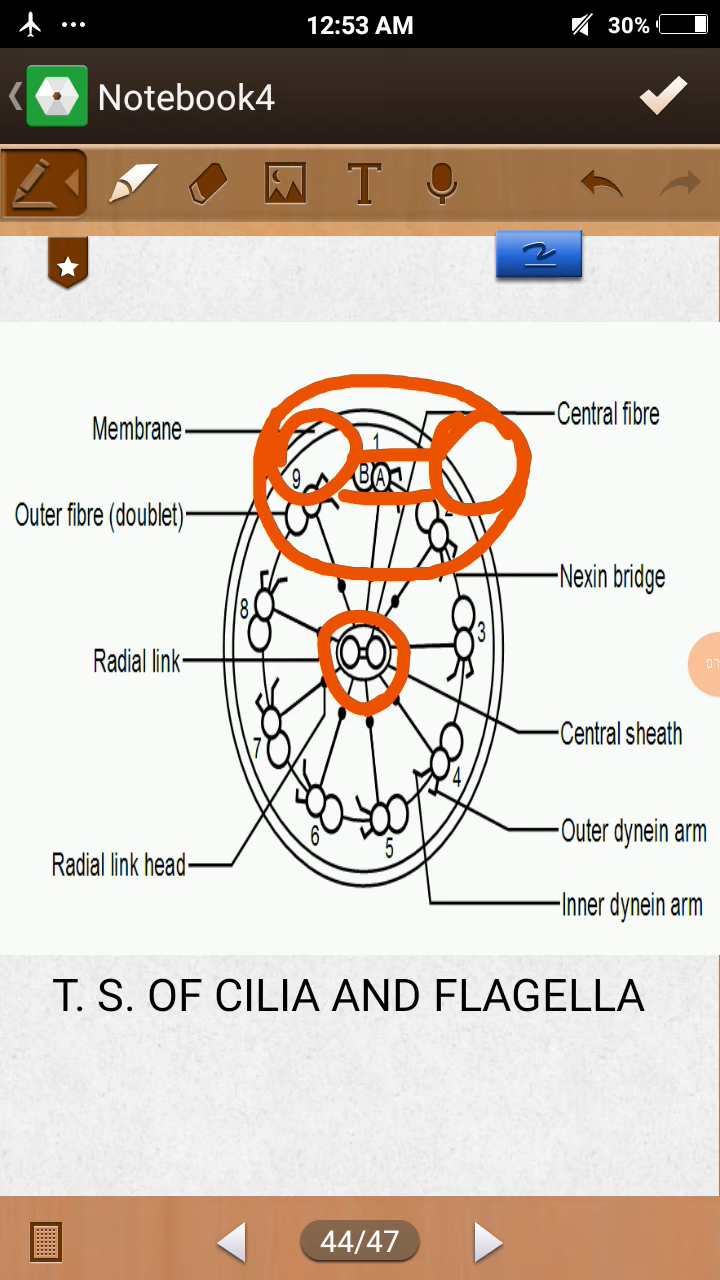 12:53 AM
30%
Notebook4
T
Central fibre
Membrane
1
B A
9
Outer fibre (doublet)
2
Nexin bridge
8
3
Radial link
Central sheath
7
4
Outer dynein arm
6
5
Radial link head
Inner dynein arm
T. S. OF CILIA AND FLAGELLA
44/47